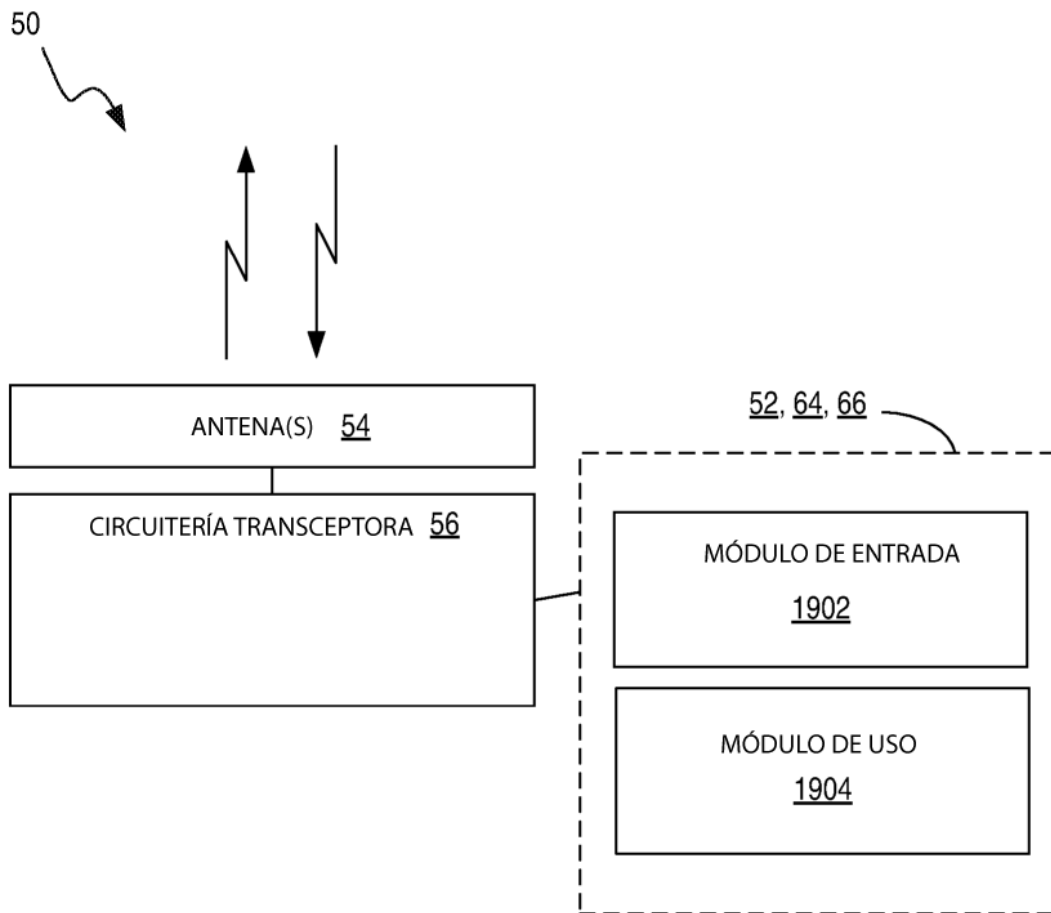 50
ANTENA(S) 54
52, 64, 66
CIRCUITERÍA TRANSCEPTORA 56
MÓDULO DE ENTRADA
1902
MÓDULO DE USO
1904